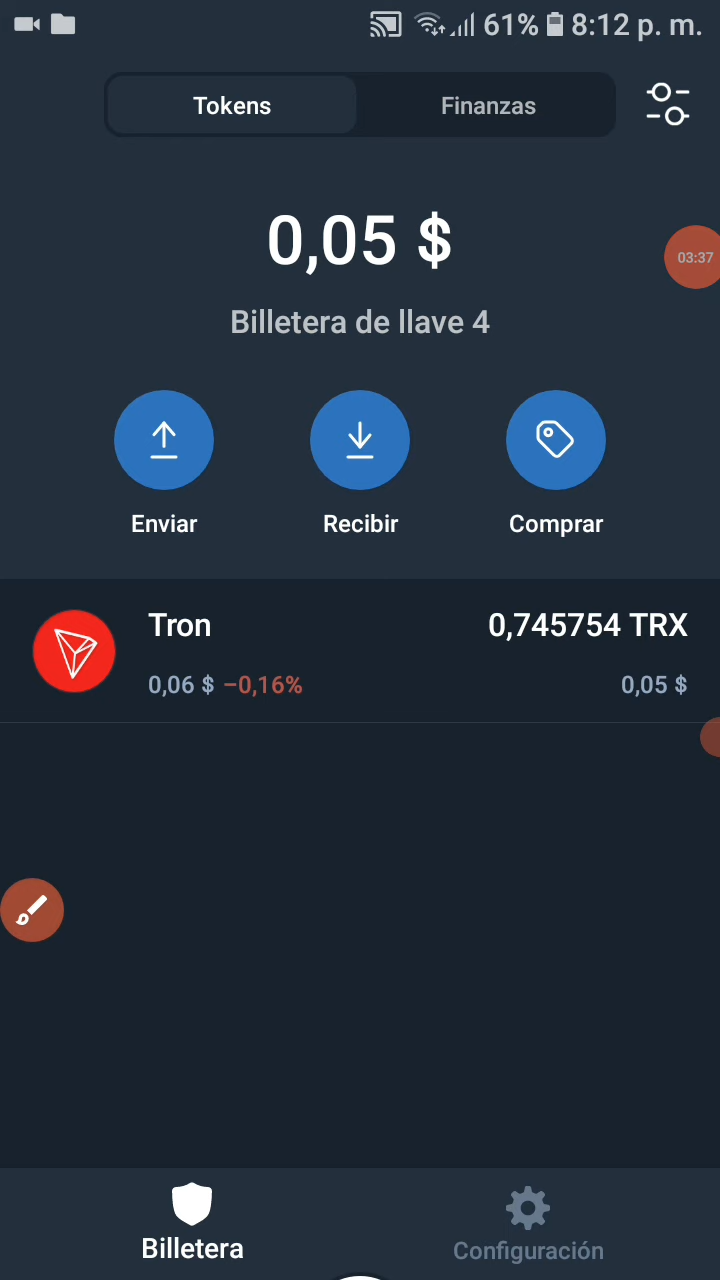 61% 8:12 p. m.
Tokens
Finanzas
0,05 $
03:37
Billetera de llave 4
Enviar
Recibir
Comprar
Tron
0,745754 TRX
0,06 $ −0,16%
0,05 $
Billetera
Configuración